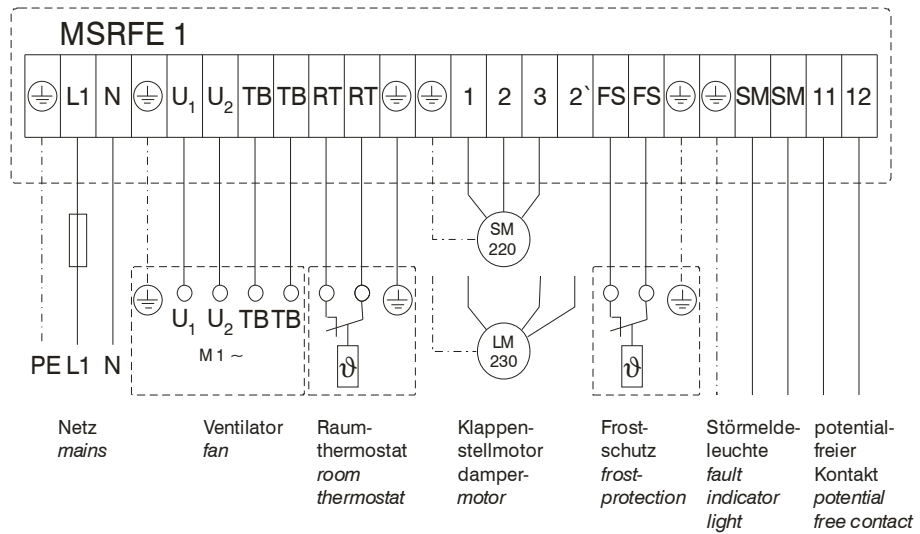 MSRFE 1
L1 N U1 U2 TB TB RT RT 1 2 3 2` FS FS SM SM 11 12
SM
220
U1 U2 TB TB
M 1 ~
LM
230
ϑ ϑ
PE L1 N
Netz
mains
Ventilator
fan
Raum-
thermostat
room
thermostat
Klappen-
stellmotor
damper-
motor
Frost-
schutz
frost-
protection
Störmelde-
leuchte
fault
indicator
light
potential-
freier
Kontakt
potential
free contact